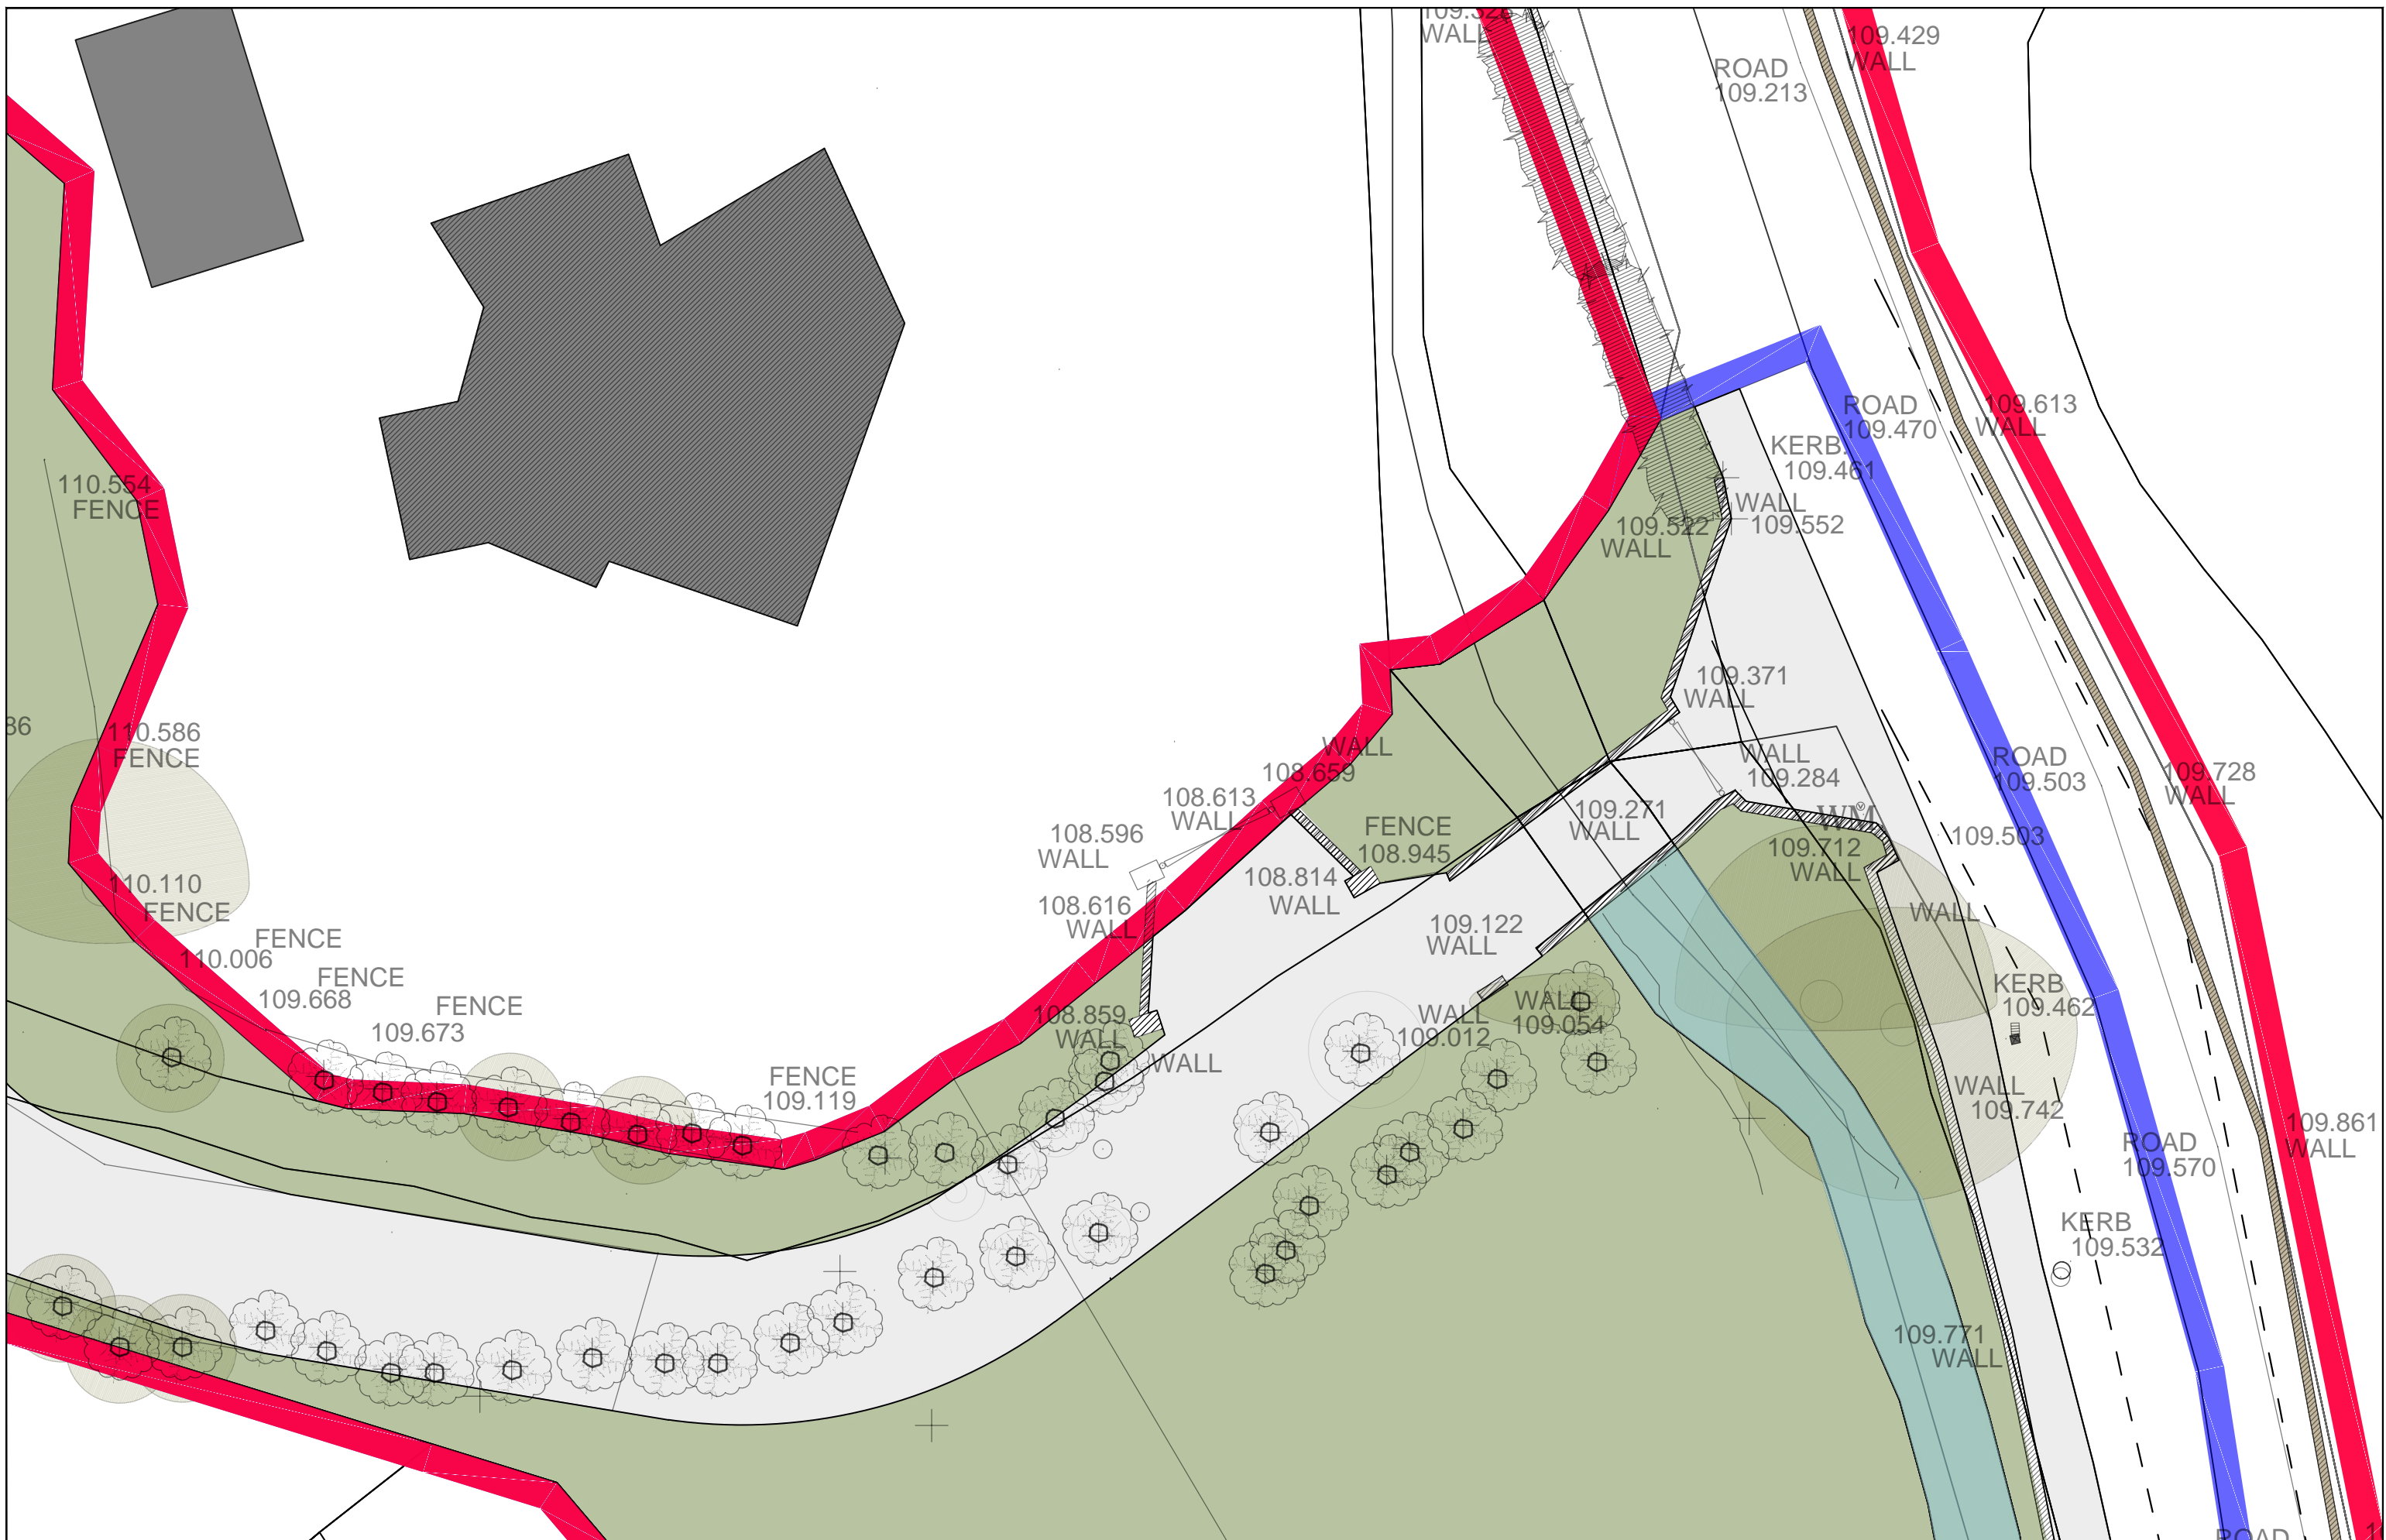 WALL
109.429
WALL
ROAD
109.213
109.613
WALL
ROAD
109.470
KERB
109.461
WALL
109.552
109.522
WALL
110.554
FENCE
109.371
WALL
86
110.586
FENCE
WALL
108.659
WALL
109.284
ROAD
109.503
109.728
WALL
108.613
WALL
109.271
WALL
WM
109.503
108.596
WALL
FENCE
108.945
109.712
WALL
110.110
FENCE
108.814
WALL
108.616
WALL
109.122
WALL
WALL
FENCE
110.006
FENCE
109.668
FENCE
109.673
KERB
109.462
108.859
WALL
WALL
109.012
WALL
109.054
WALL
FENCE
109.119
WALL
109.742
109.861
WALL
ROAD
109.570
KERB
109.532
109.771
WALL
ROAD